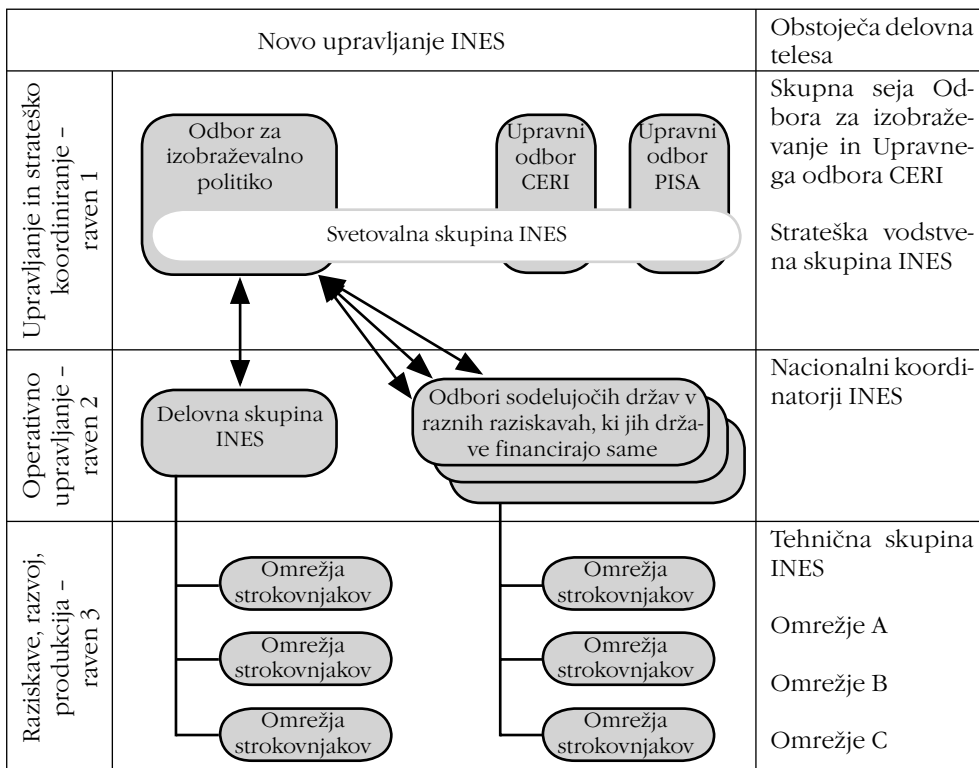 Novo upravljanje INES
Obstoječa delovna
telesa
Upravljanje in strateško
koordiniranje –
raven 1
Odbor za
izobraževalno
politiko
Upravni
odbor
CERI
Upravni
odbor
PISA
Svetovalna skupina INES
Skupna seja Od-
bora za izobraže-
vanje in Upravne-
ga odbora CERI
Strateška vodstve-
na skupina INES
Operativno
upravljanje –
raven 2
Delovna skupina
INES
Odbori sodelujočih držav v
raznih raziskavah, ki jih drža-
ve financirajo same
Nacionalni koordi-
natorji INES
Raziskave, razvoj,
produkcija –
raven 3
Omrežja
strokovnjakov
Omrežja
strokovnjakov
Omrežja
strokovnjakov
Omrežja
strokovnjakov
Omrežja
strokovnjakov
Omrežja
strokovnjakov
Tehnična skupina
INES
Omrežje A
Omrežje B
Omrežje C